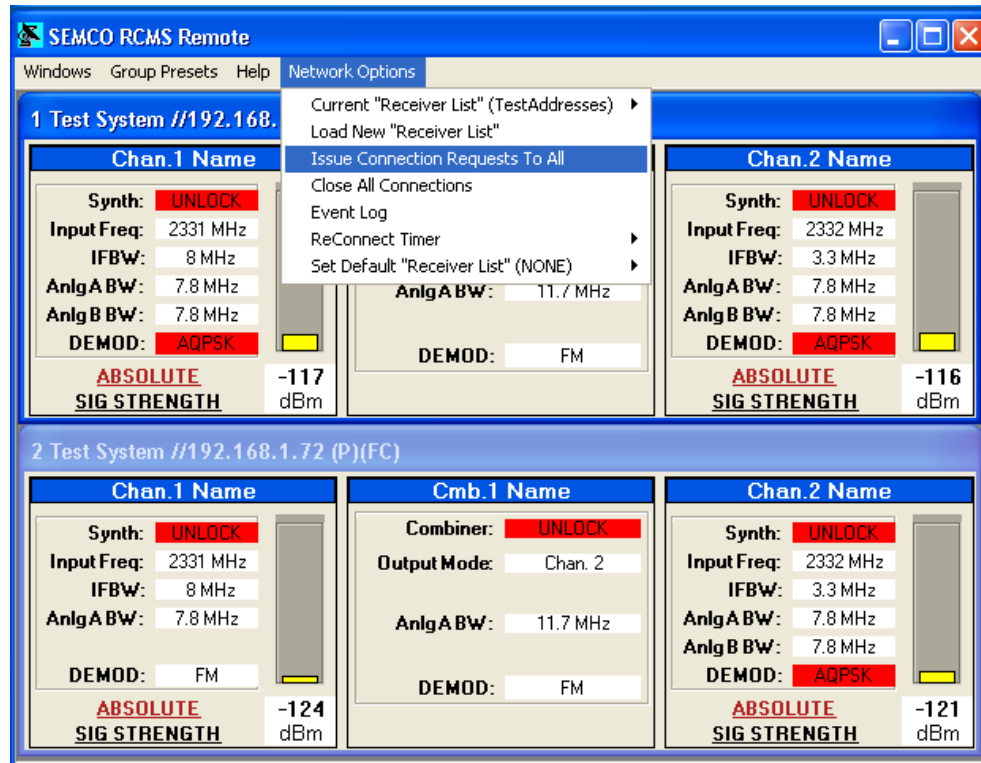 SEMCO RCMS Remote
Windows Group Presets Help Network Options
Current "Receiver List" (TestAddresses)
Load New "Receiver List"
Issue Connection Requests To All
Close All Connections
Event Log
ReConnect Timer
Set Default "Receiver List" (NONE)
1 Test System //192.168.
Chan.1 Name
Synth: UNLOCK
Input Freq: 2331 MHz
IFBW: 8 MHz
Anlg A BW: 7.8 MHz
Anlg B BW: 7.8 MHz
DEMOD: AQPSK
ABSOLUTE
SIG STRENGTH
-117
dBm
Anlg A BW: 11.7 MHz
DEMOD: FM
Chan.2 Name
Synth: UNLOCK
Input Freq: 2332 MHz
IFBW: 3.3 MHz
Anlg A BW: 7.8 MHz
Anlg B BW: 7.8 MHz
DEMOD: AQPSK
ABSOLUTE
SIG STRENGTH
-116
dBm
2 Test System //192.168.1.72 (P)(FC)
Chan.1 Name
Synth: UNLOCK
Input Freq: 2331 MHz
IFBW: 8 MHz
Anlg A BW: 7.8 MHz
DEMOD: FM
ABSOLUTE
SIG STRENGTH
-124
dBm
Cmb.1 Name
Combiner: UNLOCK
Output Mode: Chan. 2
Anlg A BW: 11.7 MHz
DEMOD: FM
Chan.2 Name
Synth: UNLOCK
Input Freq: 2332 MHz
IFBW: 3.3 MHz
Anlg A BW: 7.8 MHz
Anlg B BW: 7.8 MHz
DEMOD: AQPSK
ABSOLUTE
SIG STRENGTH
-121
dBm